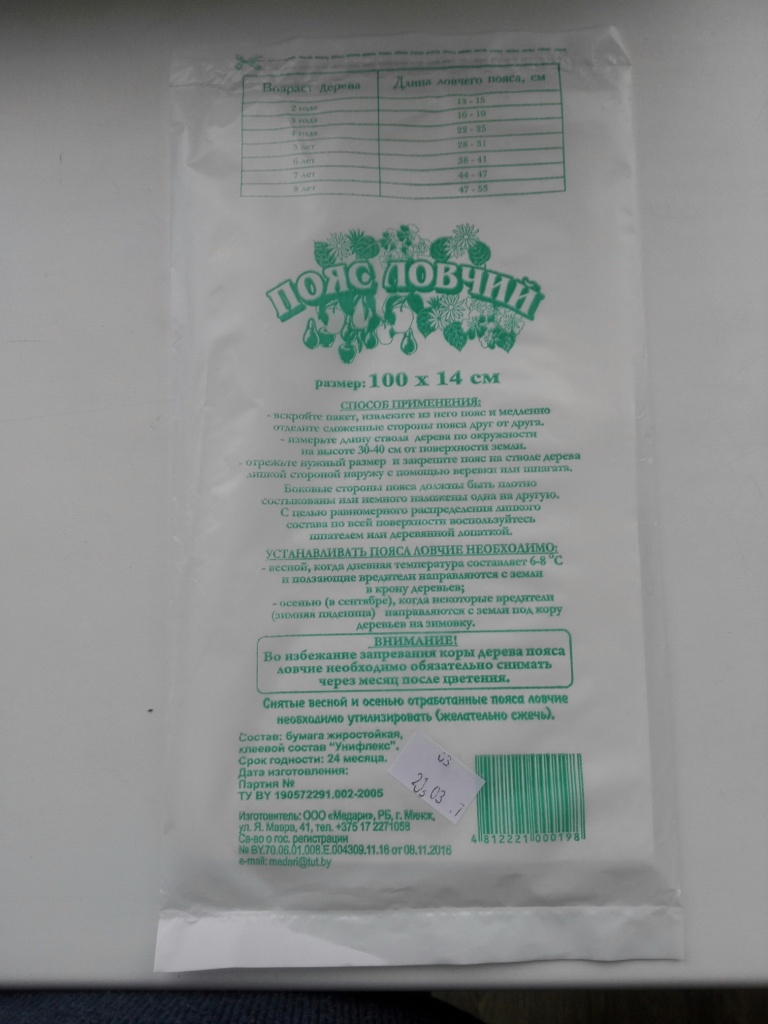 Возраст дерева Длина ловчего пояса, см
2 года 13 - 15
3 года 16 - 19
4 года 22 - 25
5 лет 28 - 31
6 лет 38 - 41
7 лет 44 - 47
8 лет 47 - 55
ПОЯС ЛОВЧИЙ
размер: 100 x 14 см
СПОСОБ ПРИМЕНЕНИЯ:
- вскройте пакет, извлеките из него пояс и медленно
отделите сложенные стороны пояса друг от друга.
- измерьте длину ствола дерева по окружности
на высоте 30-40 см от поверхности земли.
- отрежьте нужный размер и закрепите пояс на стволе дерева
липкой стороной наружу с помощью веревки или шпагата.
Боковые стороны пояса должны быть плотно
состыкованы или немного наложены одна на другую.
С целью равномерного распределения липкого
состава по всей поверхности воспользуйтесь
шпателем или деревянной лопаткой.
УСТАНАВЛИВАТЬ ПОЯСА ЛОВЧИЕ НЕОБХОДИМО:
- весной, когда дневная температура составляет 6-8 °С
и ползающие вредители направляются с земли
в крону деревьев;
- осенью (в сентябре), когда некоторые вредители
(зимняя пяденица) направляются с земли под кору
деревьев на зимовку.
ВНИМАНИЕ!
Во избежание запревания коры дерева пояса
ловчие необходимо обязательно снимать
через месяц после цветения.
Снятые весной и осенью отработанные пояса ловчие
необходимо утилизировать (желательно сжечь).
Состав: бумага жиростойкая,
клеевой состав "Унифлекс".
Срок годности: 24 месяца.
Дата изготовления:
Партия №
ТУ BY 190572291.002-2005
Изготовитель: ООО «Медари», РБ, г. Минск,
ул. Я. Мавра, 41, тел. +375 17 2271058
Св-во о гос. регистрации
№ BY.70.06.01.008.Е.004309.11.16 от 08.11.2016
e-mail: medari@tut.by
03
23.03
4 812221 000198